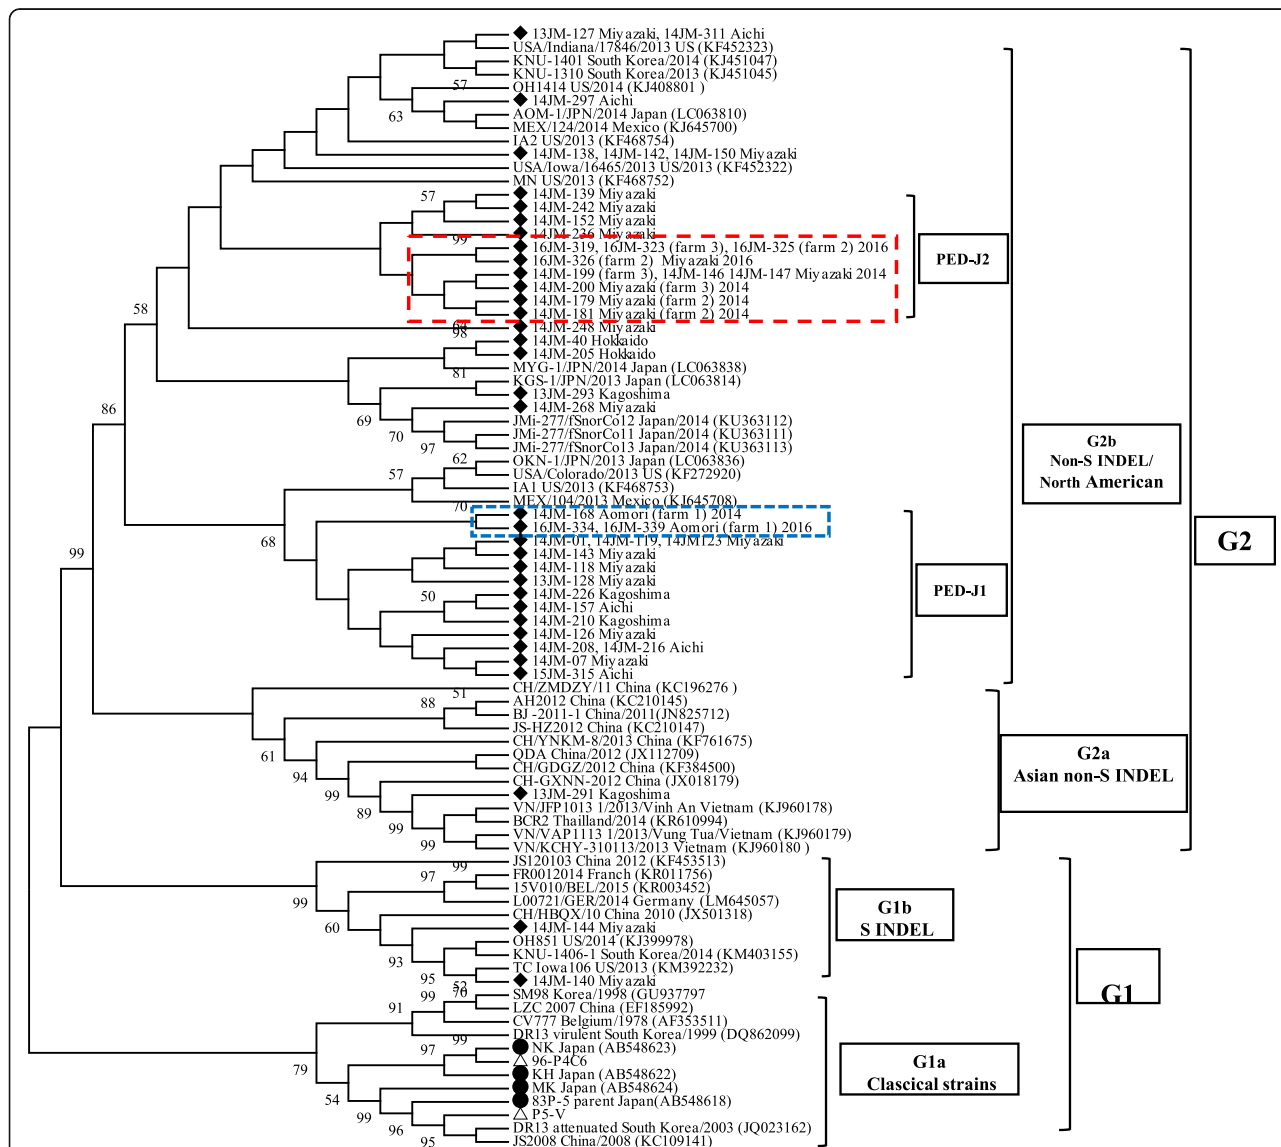 13JM-127 Miyazaki, 14JM-311 Aichi
USA/Indiana/17846/2013 US (KF452323)
KNU-1401 South Korea/2014 (KJ451047)
KNU-1310 South Korea/2013 (KJ451045)
57
OH1414 US/2014 (KJ408801 )
14JM-297 Aichi
63
AOM-1/JPN/2014 Japan (LC063810)
MEX/124/2014 Mexico (KJ645700)
IA2 US/2013 (KF468754)
14JM-138, 14JM-142, 14JM-150 Miyazaki
USA/Iowa/16465/2013 US/2013 (KF452322)
MN US/2013 (KF468752)
14JM-139 Miyazaki
57
14JM-242 Miyazaki
14JM-152 Miyazaki
14JM-236 Miyazaki
99
16JM-319, 16JM-323 (farm 3), 16JM-325 (farm 2) 2016
16JM-326 (farm 2) Miyazaki 2016
PED-J2
14JM-199 (farm 3), 14JM-146 14JM-147 Miyazaki 2014
14JM-200 Miyazaki (farm 3) 2014
14JM-179 Miyazaki (farm 2) 2014
58
14JM-181 Miyazaki (farm 2) 2014
64
14JM-248 Miyazaki
98
14JM-40 Hokkaido
14JM-205 Hokkaido
MYG-1/JPN/2014 Japan (LC063838)
81
KGS-1/JPN/2013 Japan (LC063814)
13JM-293 Kagoshima
14JM-268 Miyazaki
86
69
JMi-277/fSnorCo12 Japan/2014 (KU363112)
70
JMi-277/fSnorCo11 Japan/2014 (KU363111)
97
JMi-277/fSnorCo13 Japan/2014 (KU363113)
62
OKN-1/JPN/2013 Japan (LC063836)
57
USA/Colorado/2013 US (KF272920)
IA1 US/2013 (KF468753)
G2b
Non-S INDEL/
North American
MEX/104/2013 Mexico (KJ645708)
70
14JM-168 Aomori (farm 1) 2014
16JM-334, 16JM-339 Aomori (farm 1) 2016
G2
14JM-01, 14JM-119, 14JM123 Miyazaki
68
99
14JM-143 Miyazaki
14JM-118 Miyazaki
13JM-128 Miyazaki
14JM-226 Kagoshima
PED-J1
50
14JM-157 Aichi
14JM-210 Kagoshima
14JM-126 Miyazaki
14JM-208, 14JM-216 Aichi
14JM-07 Miyazaki
15JM-315 Aichi
CH/ZMDZY/11 China (KC196276 )
51
88
AH2012 China (KC210145)
BJ -2011-1 China/2011(JN825712)
JS-HZ2012 China (KC210147)
CH/YNKM-8/2013 China (KF761675)
61
QDA China/2012 (JX112709)
CH/GDGZ/2012 China (KF384500)
G2a
Asian non-S INDEL
94
CH-GXNN-2012 China (JX018179)
99
13JM-291 Kagoshima
89
VN/JFP1013 1/2013/Vinh An Vietnam (KJ960178)
BCR2 Thailland/2014 (KR610994)
99
VN/VAP1113 1/2013/Vung Tua/Vietnam (KJ960179)
99
VN/KCHY-310113/2013 Vietnam (KJ960180 )
JS120103 China 2012 (KF453513)
99
97
FR0012014 Franch (KR011756)
15V010/BEL/2015 (KR003452)
99
L00721/GER/2014 Germany (LM645057)
CH/HBQX/10 China 2010 (JX501318)
60
G1b
S INDEL
14JM-144 Miyazaki
OH851 US/2014 (KJ399978)
KNU-1406-1 South Korea/2014 (KM403155)
93
TC Iowa106 US/2013 (KM392232)
95
14JM-140 Miyazaki
52
70
99
SM98 Korea/1998 (GU937797
G1
91
LZC 2007 China (EF185992)
CV777 Belgium/1978 (AF353511)
DR13 virulent South Korea/1999 (DQ862099)
99
97
NK Japan (AB548623)
96-P4C6
79
KH Japan (AB548622)
G1a
Clascical strains
MK Japan (AB548624)
54
83P-5 parent Japan(AB548618)
99
P5-V
96
DR13 attenuated South Korea/2003 (JQ023162)
95
JS2008 China/2008 (KC109141)